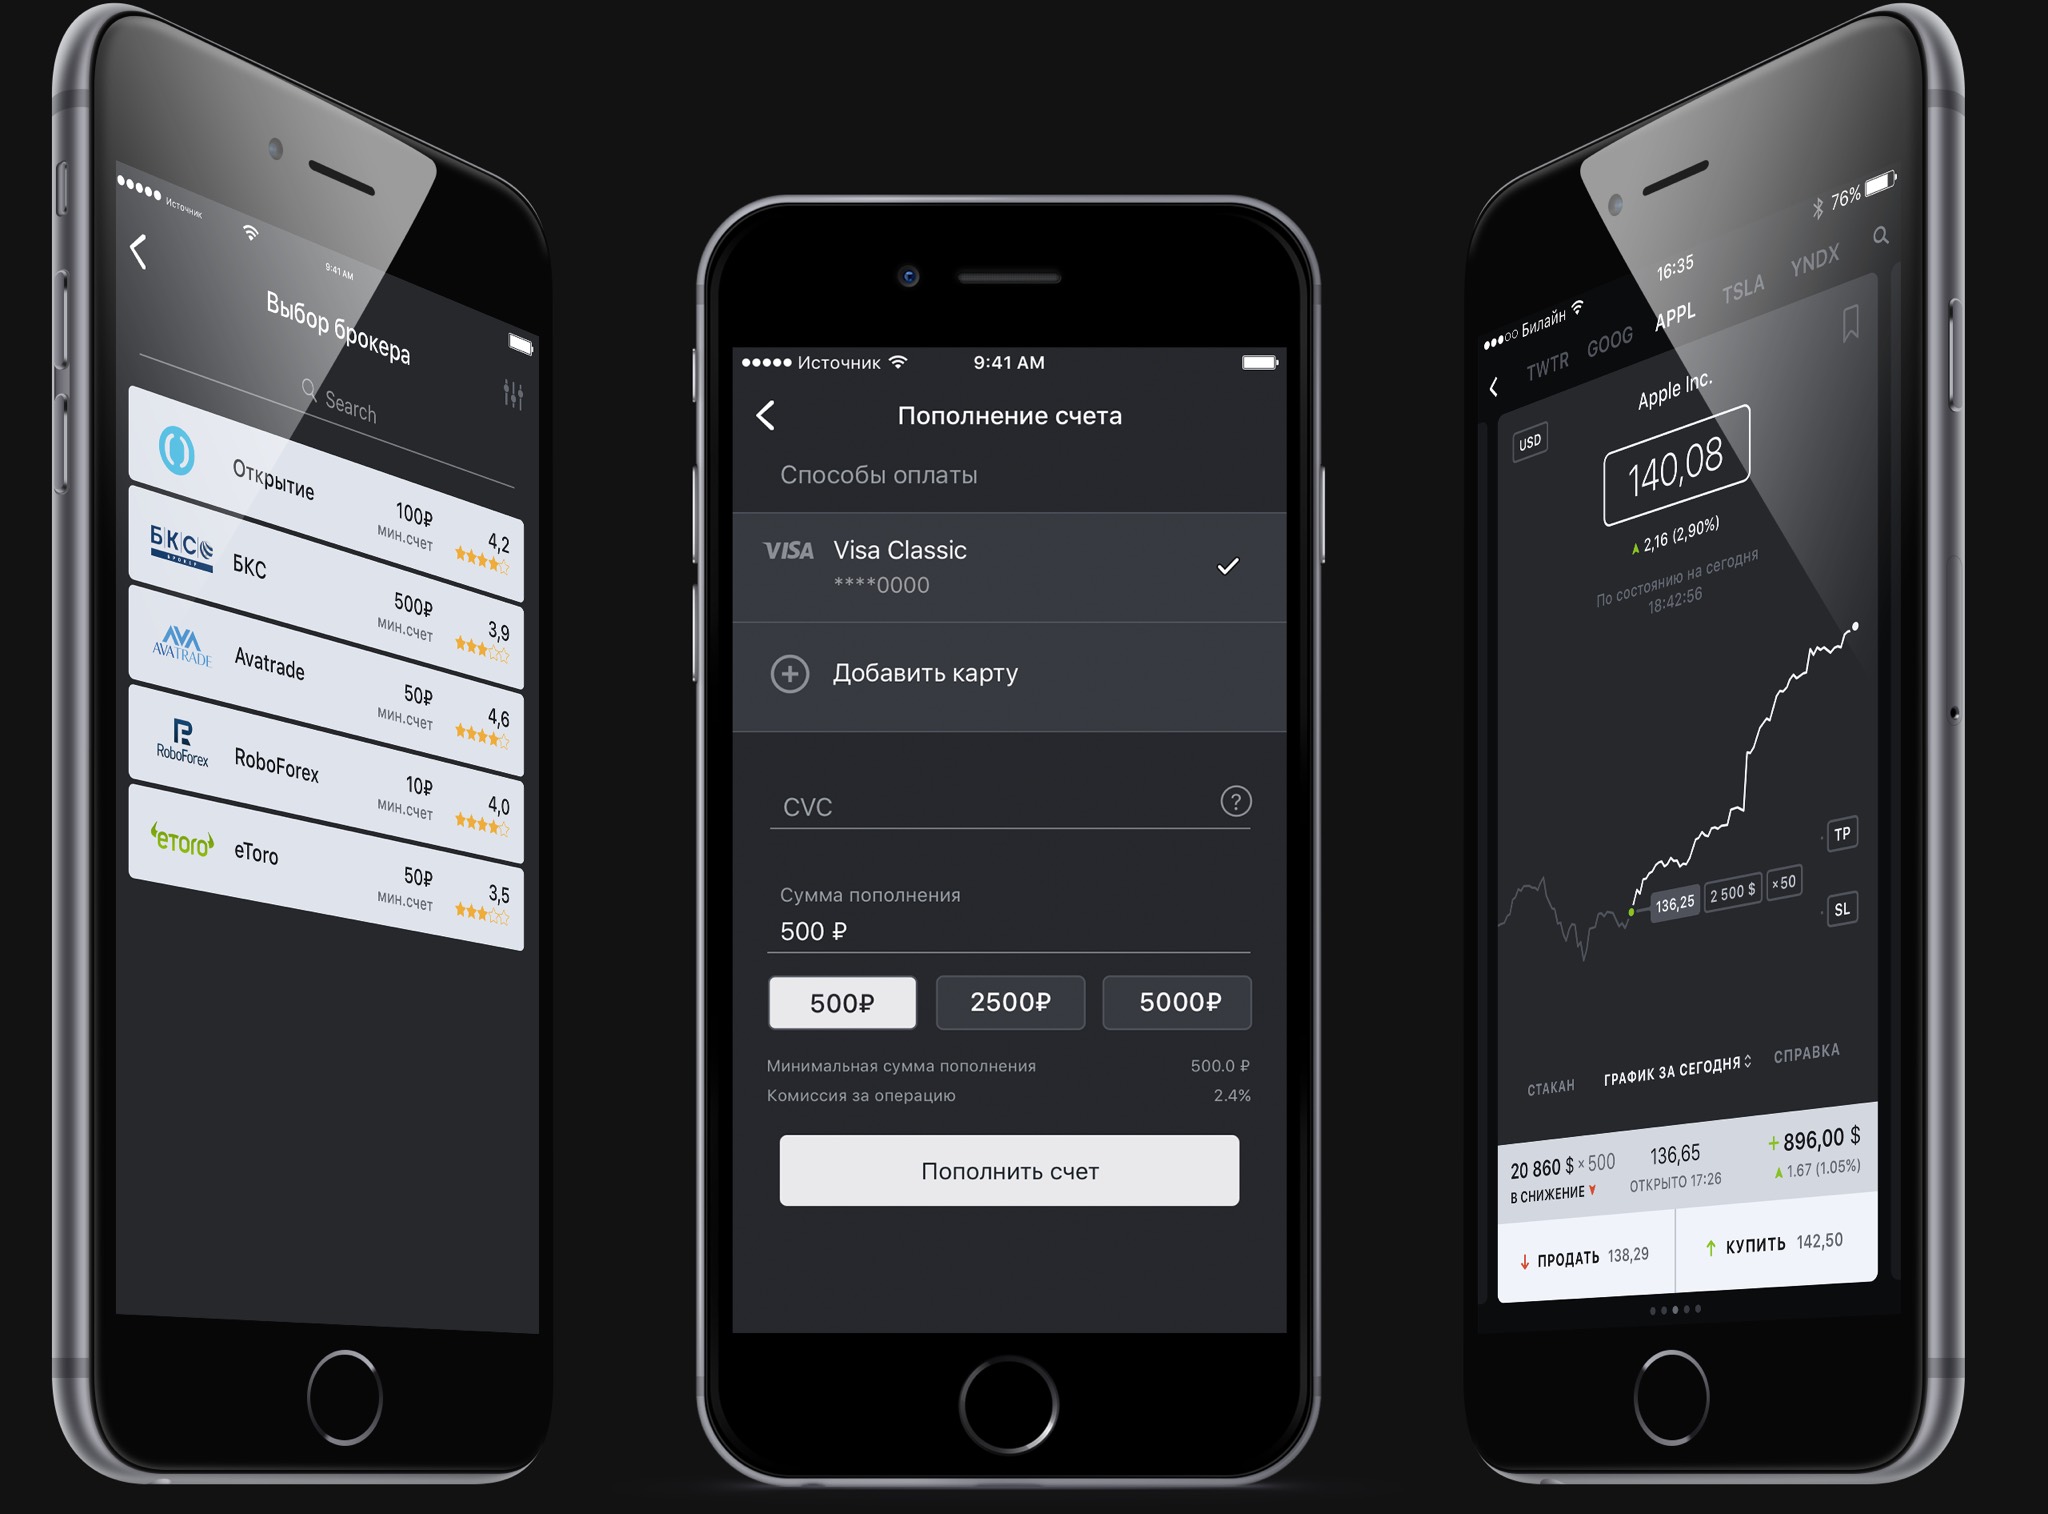 Источник
9:41 AM
Выбор брокера
Search
Открытие
100₽
мин.счет
4,2
БКС
БРОКЕР
БКС
500₽
мин.счет
3,9
AVA
AVATRADE
Avatrade
50₽
мин.счет
4,6
RoboForex
RoboForex
10₽
мин.счет
4,0
eToro
eToro
50₽
мин.счет
3,5
Источник 9:41 AM
Пополнение счета
Способы оплаты
VISA Visa Classic
****0000
Добавить карту
CVC ?
Сумма пополнения
500 ₽
500₽ 2500₽ 5000₽
Минимальная сумма пополнения 500.0 ₽
Комиссия за операцию 2.4%
Пополнить счет
Билайн 16:35 76%
TWTR GOOG APPL TSLA YNDX
Apple Inc.
USD
140,08
2,16 (2,90%)
По состоянию на сегодня
18:42:56
TP
136,25 2 500 $ ×50
SL
СТАКАН ГРАФИК ЗА СЕГОДНЯ СПРАВКА
20 860 $ × 500 136,65 + 896,00 $
В СНИЖЕНИЕ ОТКРЫТО 17:26 1.67 (1.05%)
ПРОДАТЬ 138,29 КУПИТЬ 142,50